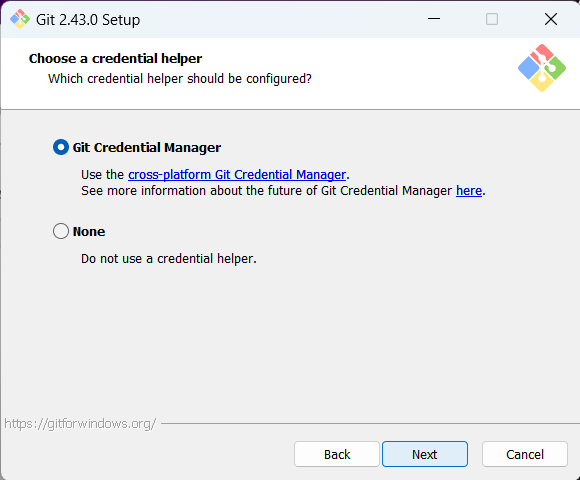 Git 2.43.0 Setup
Choose a credential helper
Which credential helper should be configured?
Git Credential Manager
Use the cross-platform Git Credential Manager.
See more information about the future of Git Credential Manager here.
None
Do not use a credential helper.
https://gitforwindows.org/
Back Next Cancel